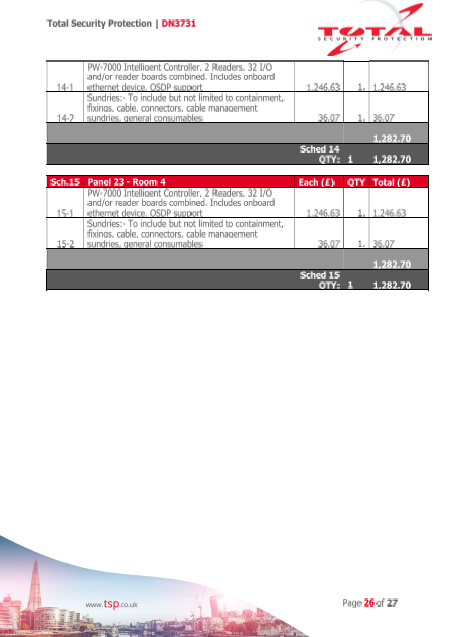 Total Security Protection | DN3731
TOTAL
SECURITY PROTECTION
PW-7000 Intelligent Controller, 2 Readers, 32 I/O
and/or reader boards combined. Includes onboard
14-1 ethernet device, OSDP support 1,246.63 1. 1,246.63
Sundries:- To include but not limited to containment,
fixings, cable, connectors, cable management
14-2 sundries, general consumables 36.07 1. 36.07
1,282.70
Sched 14
QTY: 1 1,282.70
Sch.15 Panel 23 - Room 4 Each (£) QTY Total (£)
PW-7000 Intelligent Controller, 2 Readers, 32 I/O
and/or reader boards combined. Includes onboard
15-1 ethernet device, OSDP support 1,246.63 1. 1,246.63
Sundries:- To include but not limited to containment,
fixings, cable, connectors, cable management
15-2 sundries, general consumables 36.07 1. 36.07
1,282.70
Sched 15
QTY: 1 1,282.70
www.tsp.co.uk
Page 26 of 27